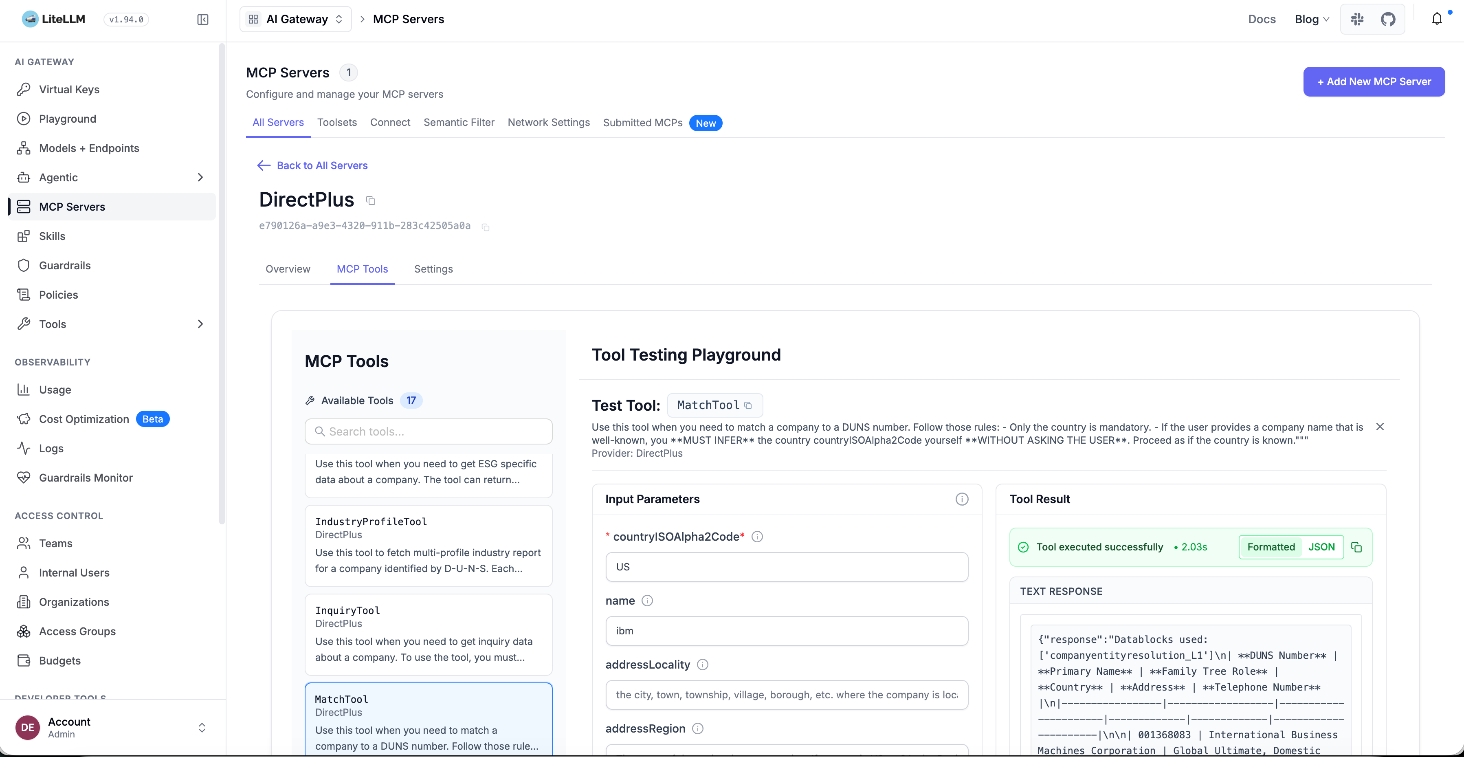 LiteLLM
v1.94.0
AI Gateway
MCP Servers
Docs
Blog
AI GATEWAY
Virtual Keys
Playground
Models + Endpoints
Agentic
MCP Servers
Skills
Guardrails
Policies
Tools
OBSERVABILITY
Usage
Cost Optimization Beta
Logs
Guardrails Monitor
ACCESS CONTROL
Teams
Internal Users
Organizations
Access Groups
Budgets
DEVELOPER TOOLS
DE
Account
Admin
MCP Servers 1
Configure and manage your MCP servers
+ Add New MCP Server
All Servers Toolsets Connect Semantic Filter Network Settings Submitted MCPs New
Back to All Servers
DirectPlus
e790126a-a9e3-4320-911b-283c42505a0a
Overview MCP Tools Settings
MCP Tools
Available Tools 17
Search tools...
Use this tool when you need to get ESG specific
data about a company. The tool can return...
IndustryProfileTool
DirectPlus
Use this tool to fetch multi-profile industry report
for a company identified by D-U-N-S. Each...
InquiryTool
DirectPlus
Use this tool when you need to get inquiry data
about a company. To use the tool, you must...
MatchTool
DirectPlus
Use this tool when you need to match a
company to a DUNS number. Follow those rule...
Tool Testing Playground
Test Tool: MatchTool
Use this tool when you need to match a company to a DUNS number. Follow those rules: - Only the country is mandatory. - If the user provides a company name that is
well-known, you **MUST INFER** the country countryISOAlpha2Code yourself **WITHOUT ASKING THE USER**. Proceed as if the country is known."""
Provider: DirectPlus
Input Parameters
* countryISOAlpha2Code*
US
name
ibm
addressLocality
the city, town, township, village, borough, etc. where the company is loca
addressRegion
Tool Result
Tool executed successfully • 2.03s
Formatted JSON
TEXT RESPONSE
{"response":"Datablocks used:
['companyentityresolution_L1']\n| **DUNS Number** |
**Primary Name** | **Family Tree Role** |
**Country** | **Address** | **Telephone Number**
|\n|-----------------|------------------|-----------
------------|-------------|-------------|------------
-----------|\n\n| 001368083 | International Business
Machines Corporation | Global Ultimate, Domestic